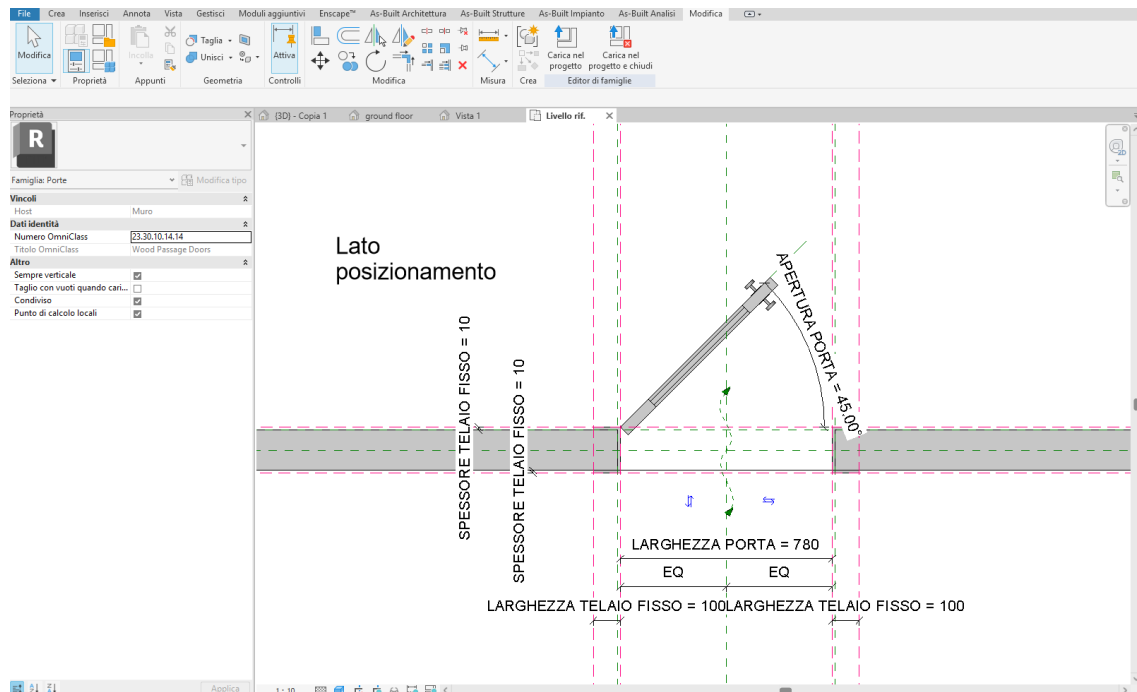 File Crea Inserisci Annota Vista Gestisci Moduli aggiuntivi Enscape™ As-Built Architettura As-Built Strutture As-Built Impianto As-Built Analisi Modifica
Modifica
Incolla
Taglia
Unisci
Attiva
Carica nel progetto
Carica nel progetto e chiudi
Seleziona Proprietà Appunti Geometria Controlli Modifica Misura Crea Editor di famiglie
Proprietà
(3D) - Copia 1 ground floor Vista 1 Livello rif.
R
Famiglia: Porte Modifica tipo
Vincoli
Host Muro
Dati identità
Numero OmniClass 23.30.10.14.14
Titolo OmniClass Wood Passage Doors
Altro
Sempre verticale
Taglio con vuoti quando cari...
Condiviso
Punto di calcolo locali
2D
Lato
posizionamento
APERTURA PORTA = 45.00°
SPESSORE TELAIO FISSO = 10
SPESSORE TELAIO FISSO = 10
LARGHEZZA PORTA = 780
EQ EQ
LARGHEZZA TELAIO FISSO = 100 LARGHEZZA TELAIO FISSO = 100
Applica
1 : 10